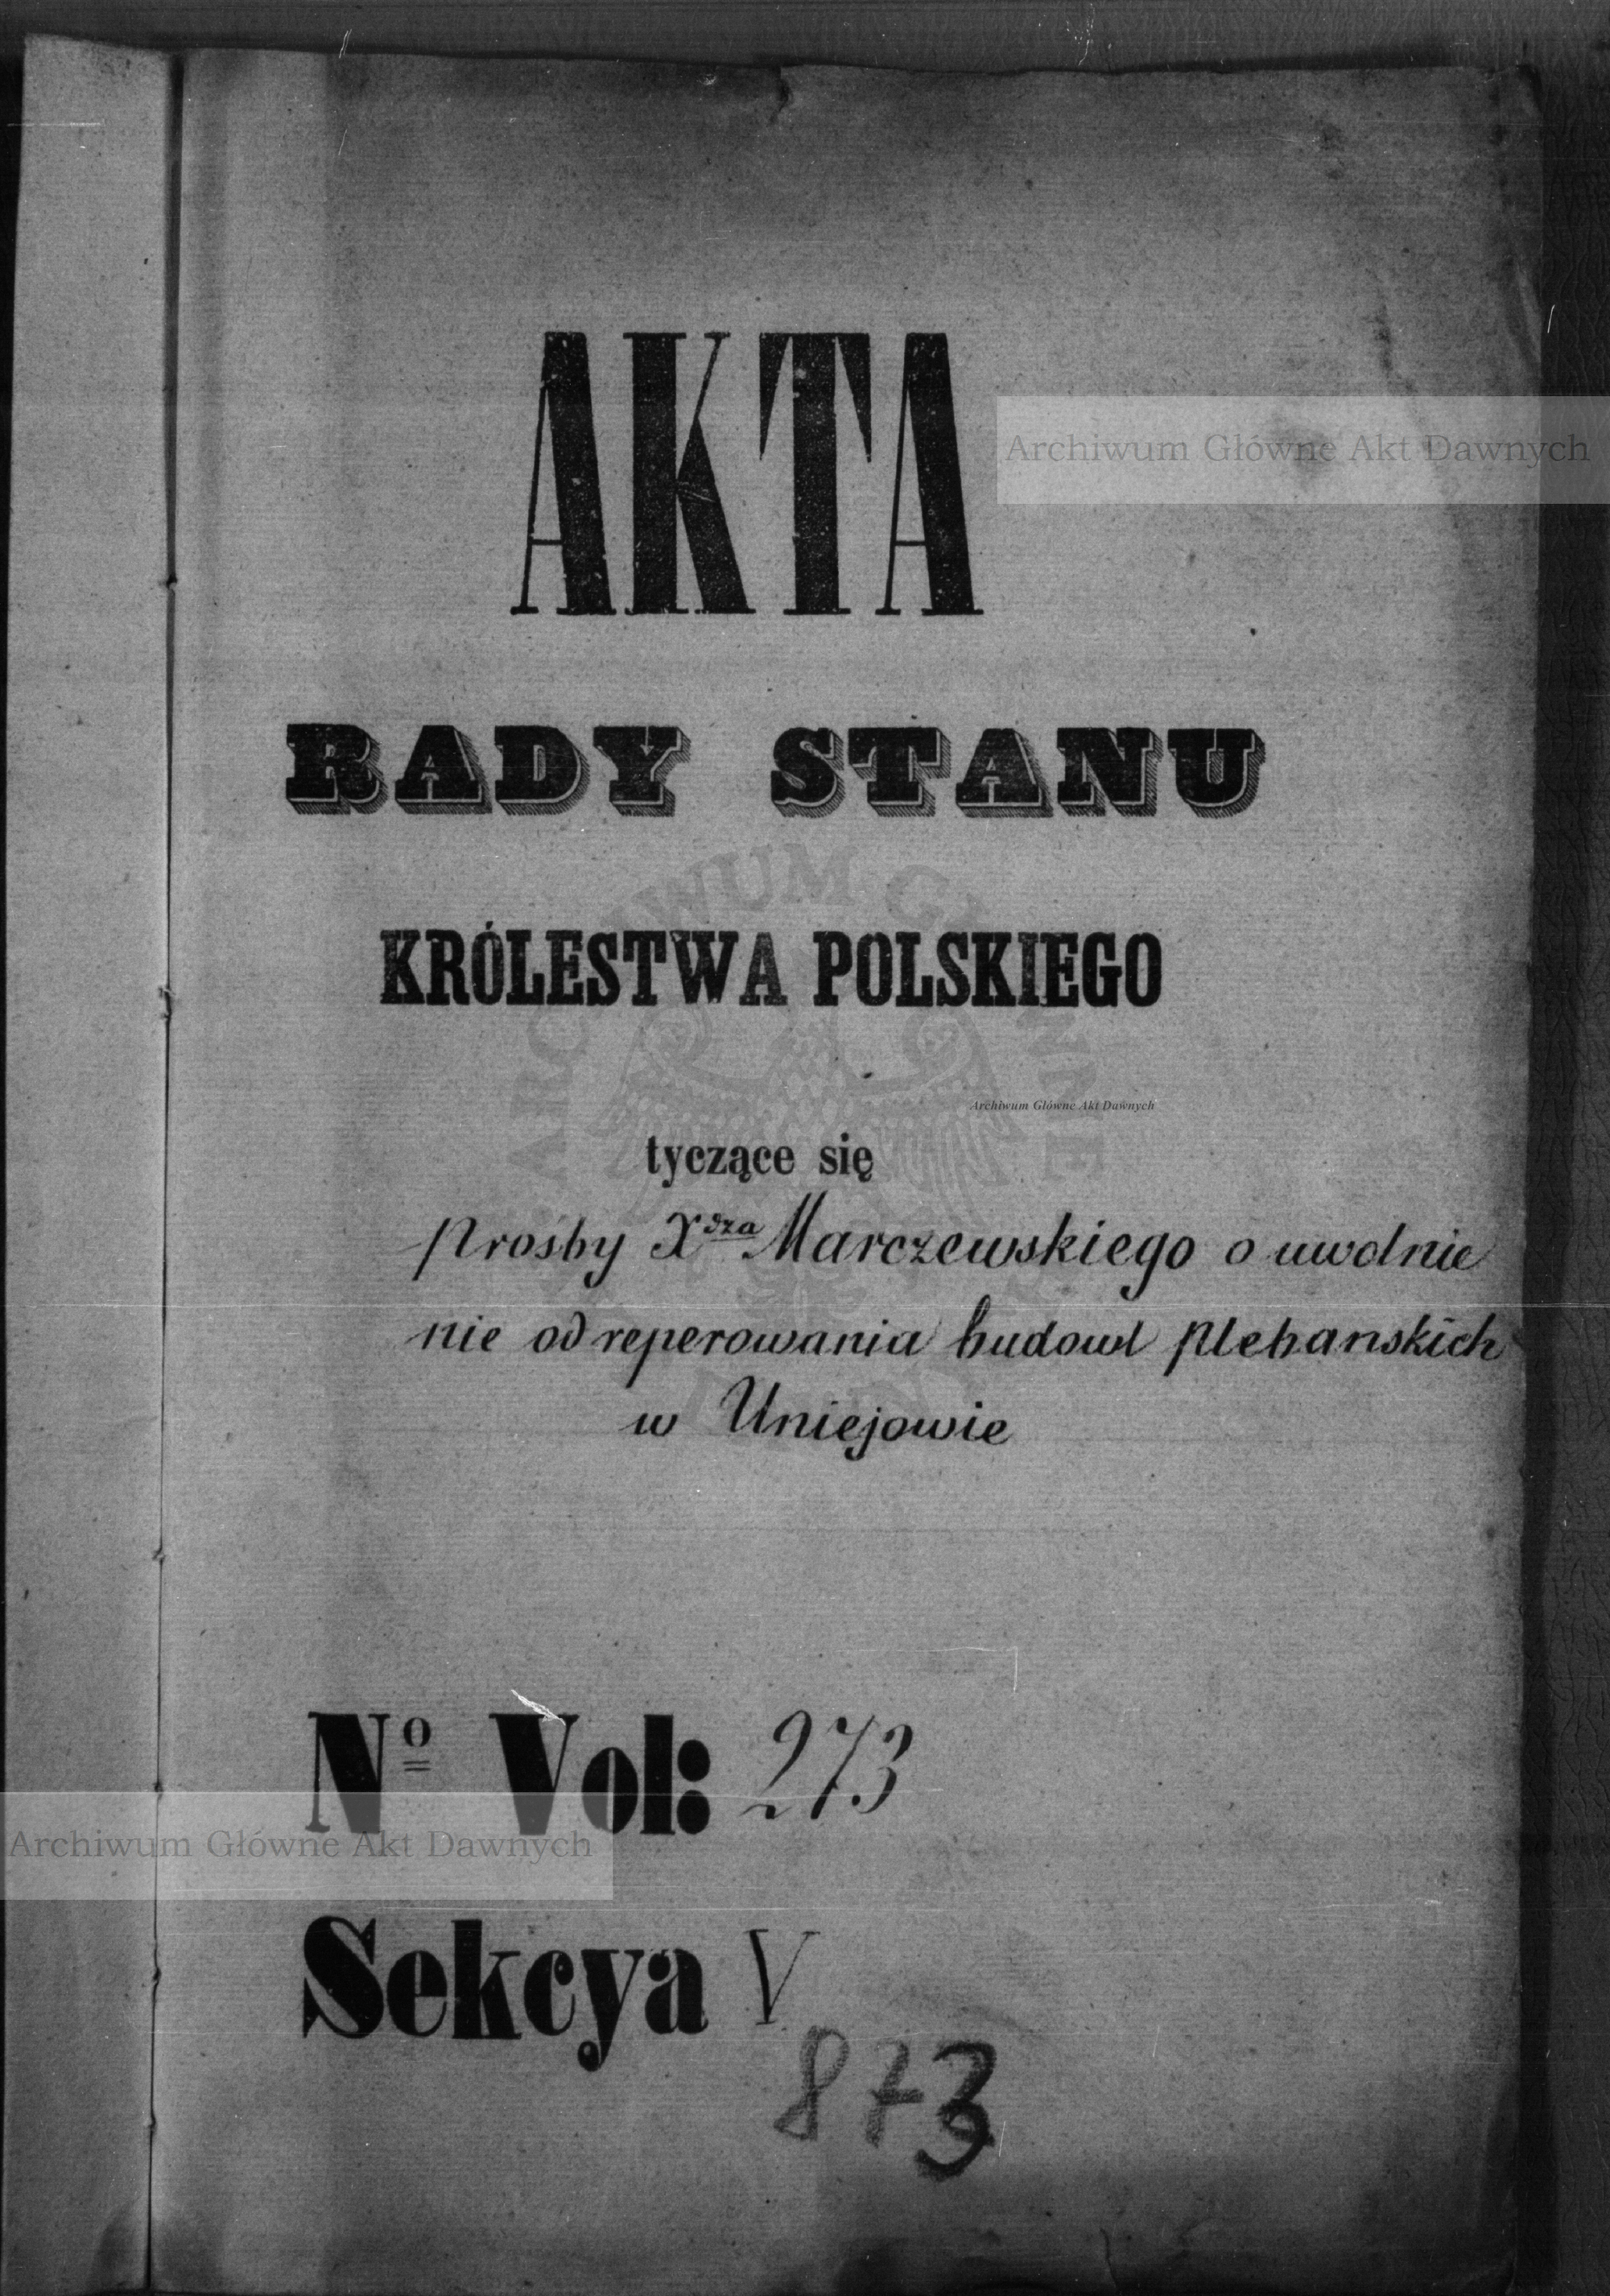 AKTA
Archiwum Główne Akt Dawnych
RADY STANU
KRÓLESTWA POLSKIEGO
Archiwum Główne Akt Dawnych
tyczące się
prośby Xdza Marczewskiego o uwolnie
nie od reperowania budowl plebanskich
w Uniejowie
No Vol: 273
Archiwum Główne Akt Dawnych
Sekcya V
873